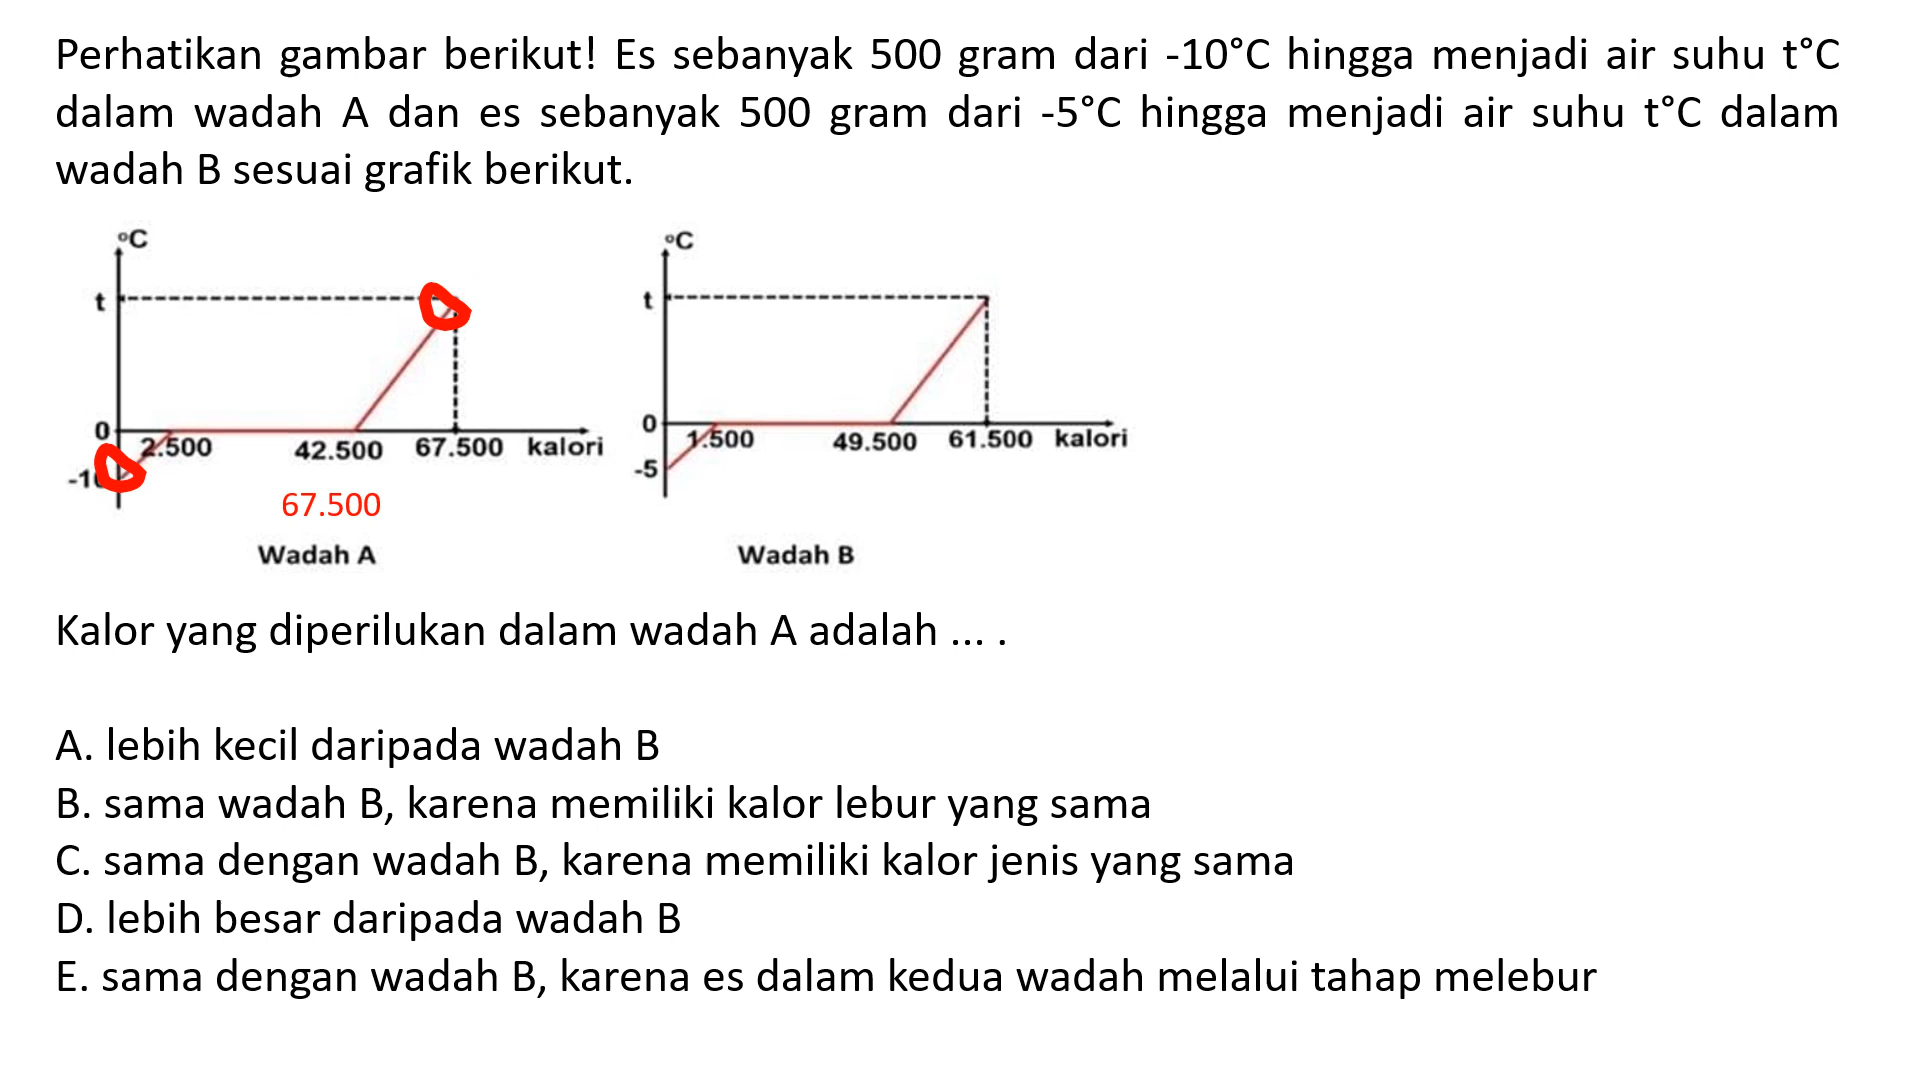 Perhatikan gambar berikut! Es sebanyak 500 gram dari -10°C hingga menjadi air suhu t°C
dalam wadah A dan es sebanyak 500 gram dari -5°C hingga menjadi air suhu t°C dalam
wadah B sesuai grafik berikut.
°C
t
0
2.500 42.500 67.500 kalori
-10
67.500
Wadah A
°C
t
0
1.500 49.500 61.500 kalori
-5
Wadah B
Kalor yang diperilukan dalam wadah A adalah ... .
A. lebih kecil daripada wadah B
B. sama wadah B, karena memiliki kalor lebur yang sama
C. sama dengan wadah B, karena memiliki kalor jenis yang sama
D. lebih besar daripada wadah B
E. sama dengan wadah B, karena es dalam kedua wadah melalui tahap melebur